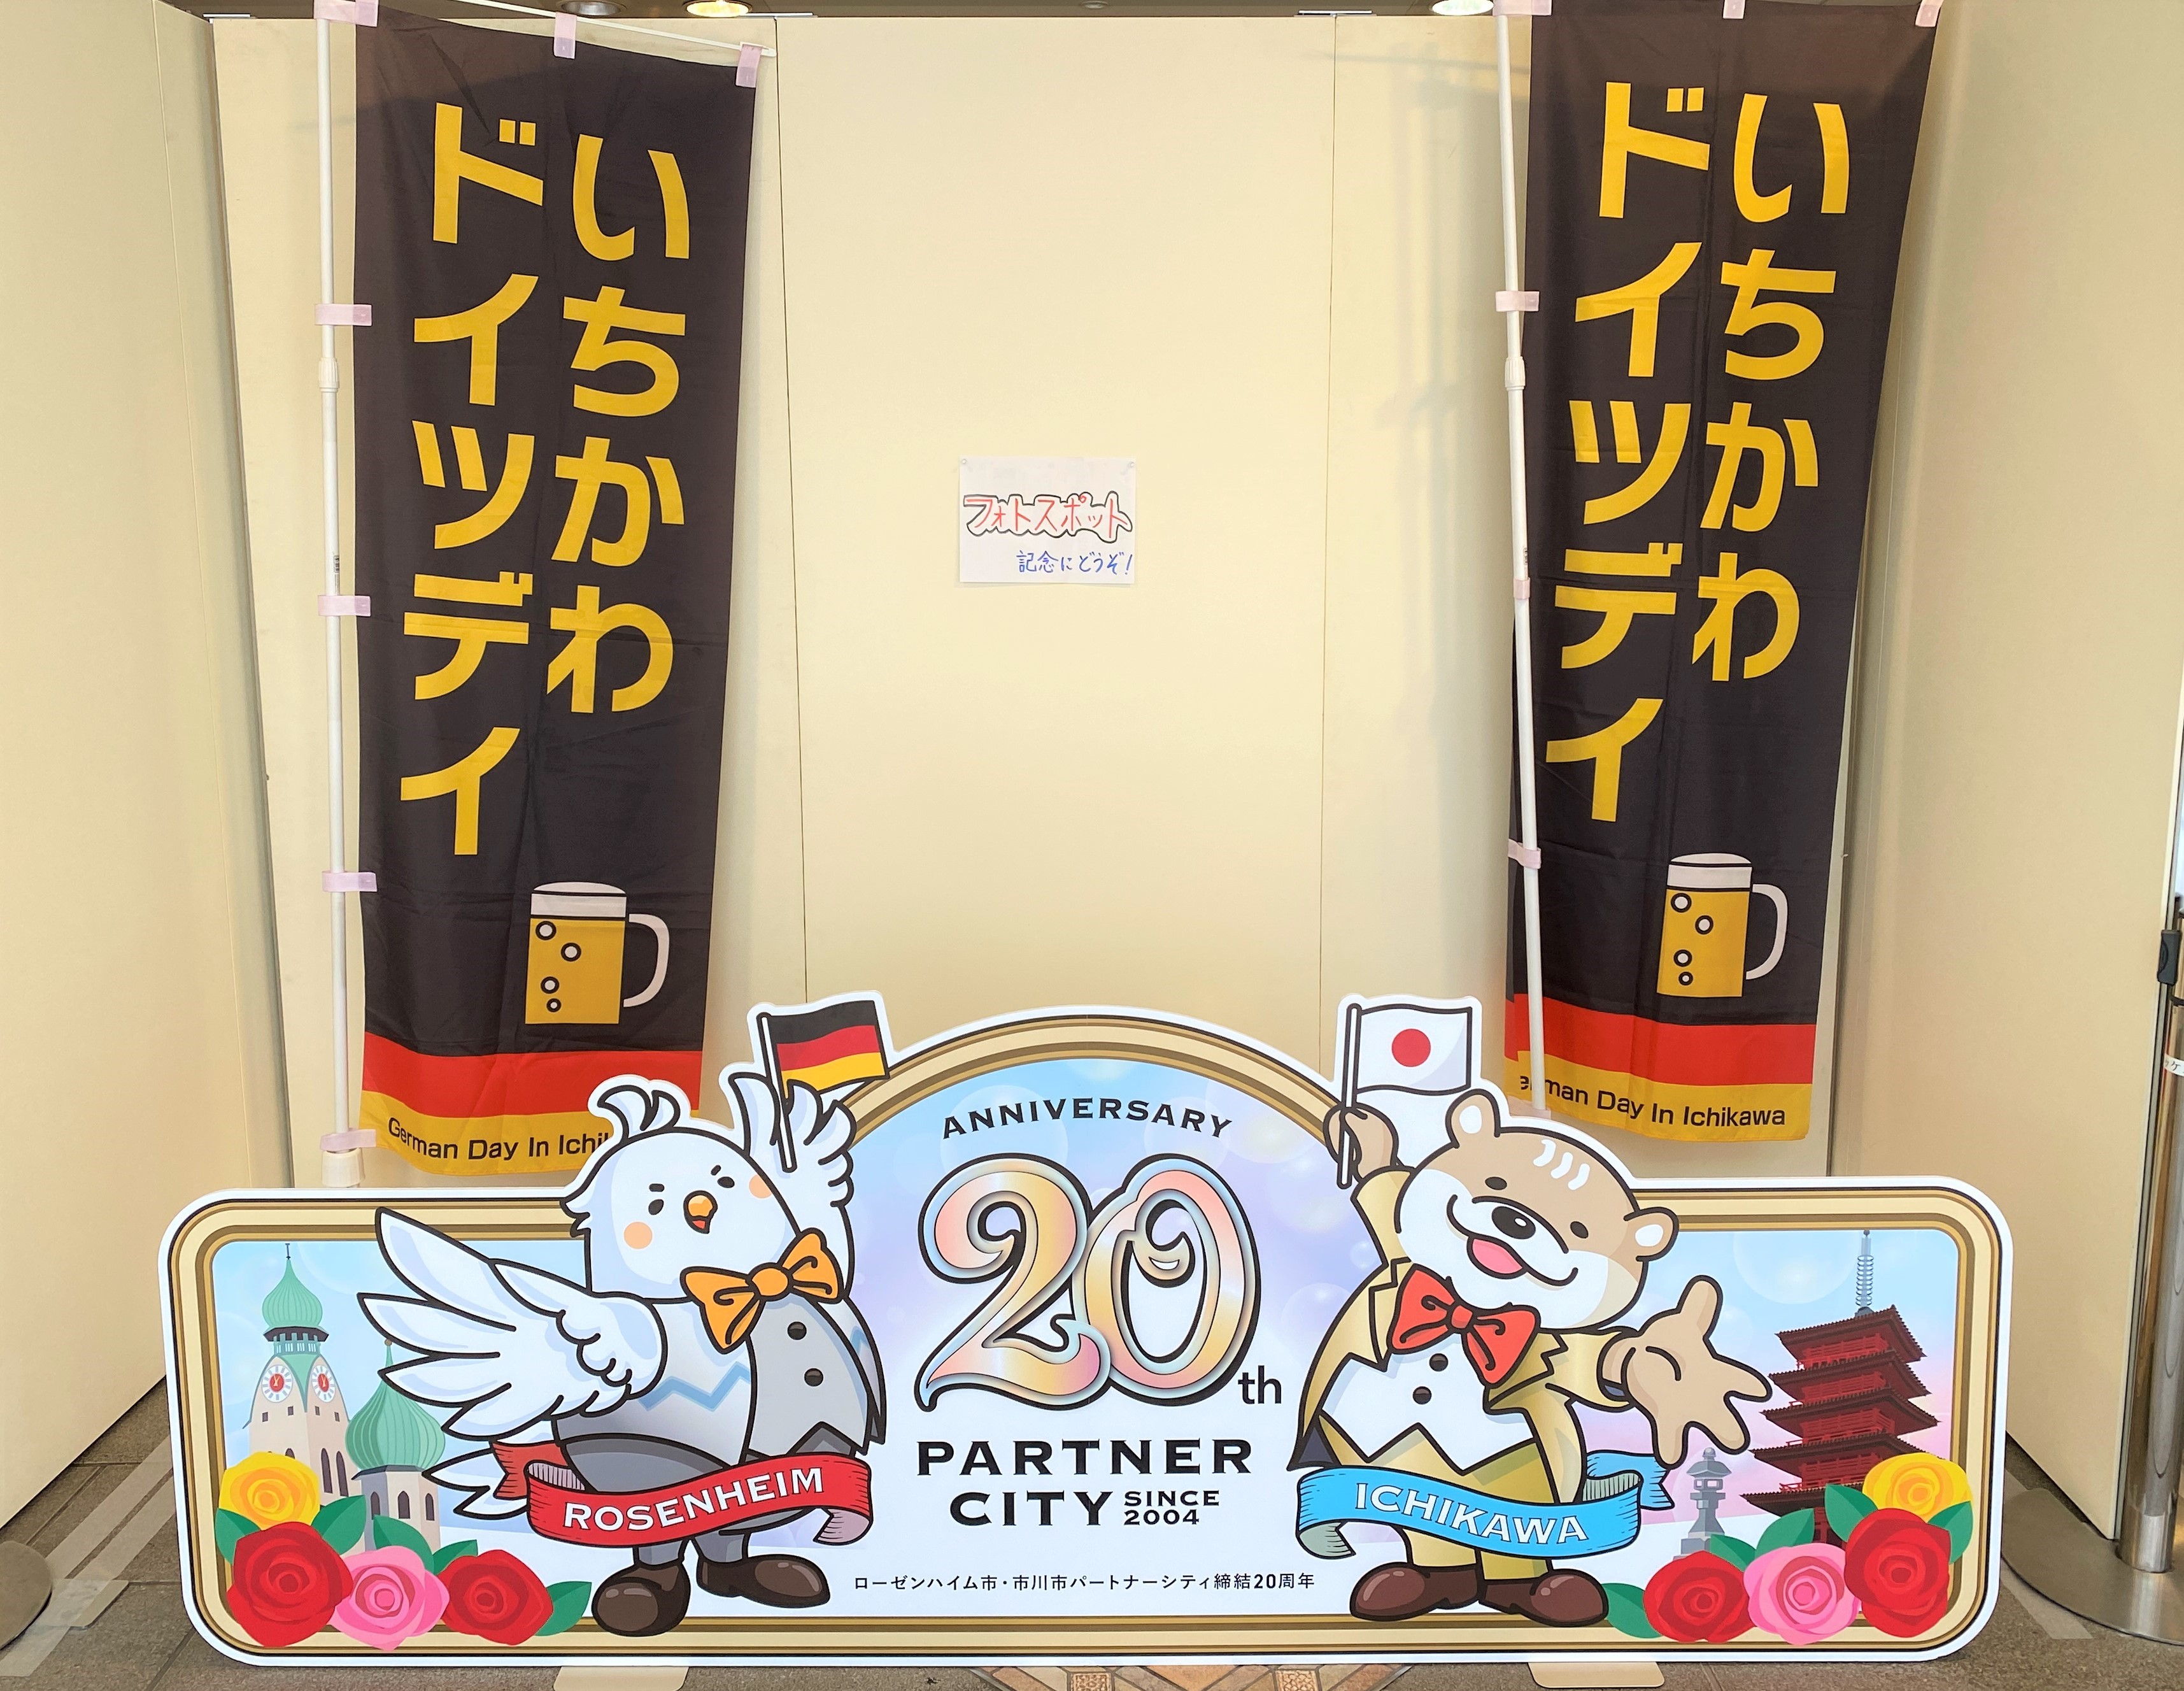 いちかわ
ドイツデイ
German Day In Ichi
いちかわ
ドイツデイ
erman Day In Ichikawa
フォトスポット
記念にどうぞ!
ANNIVERSARY
20th
PARTNER
CITY SINCE 2004
ROSENHEIM
ICHIKAWA
ローゼンハイム市・市川市パートナーシティ締結20周年